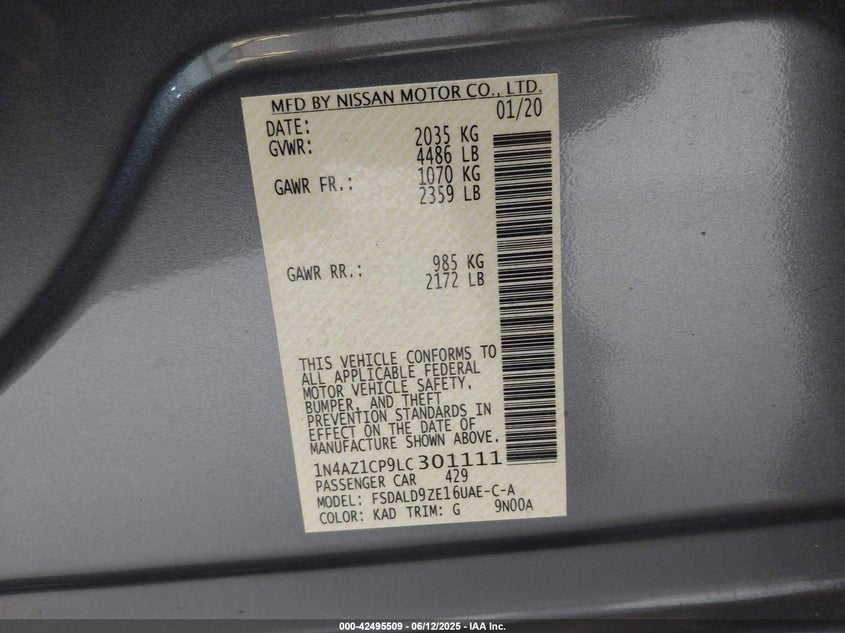 MFD BY NISSAN MOTOR CO., LTD.
DATE: 01/20
GVWR: 2035 KG
4486 LB
GAWR FR.: 1070 KG
2359 LB
GAWR RR.: 985 KG
2172 LB
THIS VEHICLE CONFORMS TO
ALL APPLICABLE FEDERAL
MOTOR VEHICLE SAFETY,
BUMPER, AND THEFT
PREVENTION STANDARDS IN
EFFECT ON THE DATE OF
MANUFACTURE SHOWN ABOVE.
1N4AZ1CP9LC301111
PASSENGER CAR 429
MODEL: FSDALD9ZE16UAE-C-A
COLOR: KAD TRIM: G 9N00A
000-42495509 - 06/12/2025 - IAA Inc.